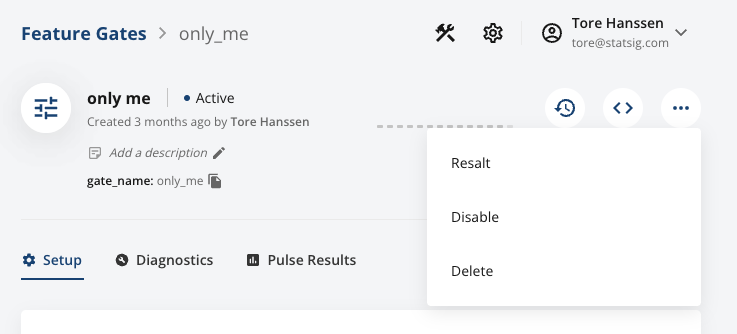 Feature Gates > only_me
Tore Hanssen
tore@statsig.com
only me
Active
Created 3 months ago by Tore Hanssen
Add a description
gate_name: only_me
Resalt
Disable
Delete
Setup
Diagnostics
Pulse Results